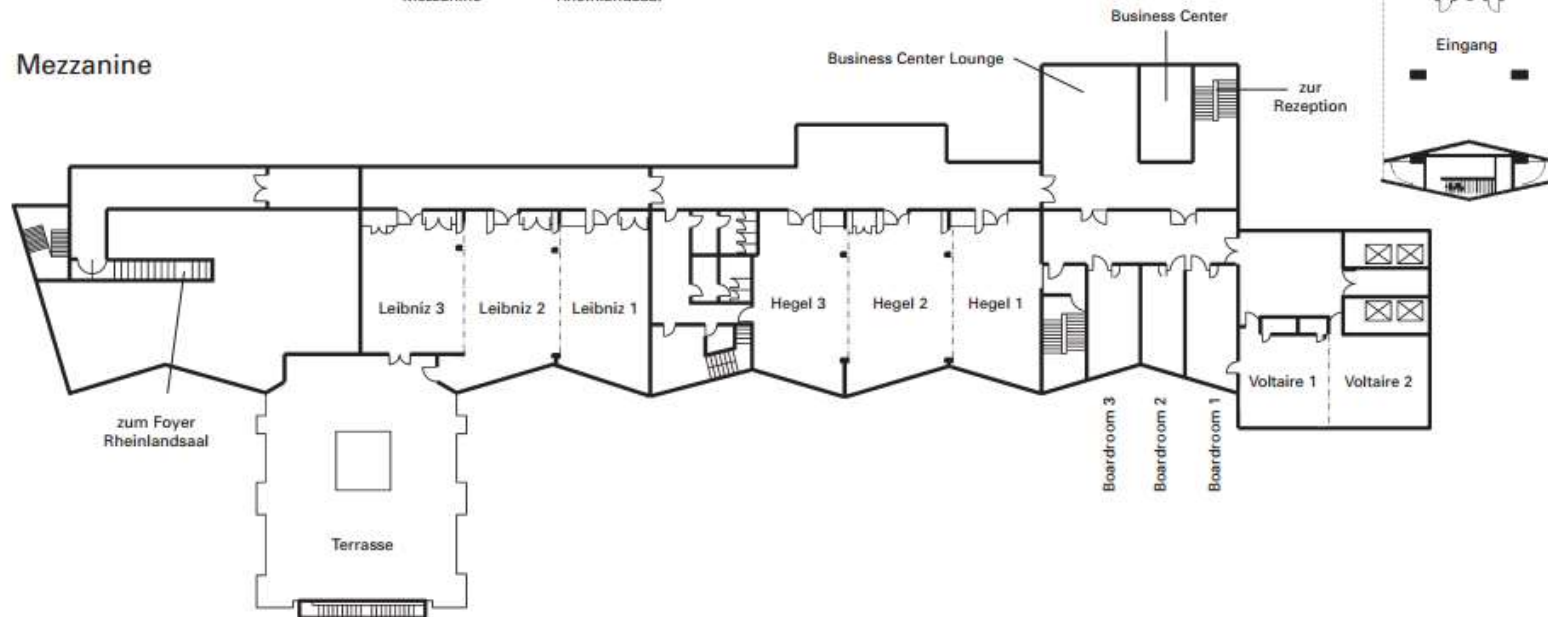 Business Center
Eingang
Mezzanine
Business Center Lounge
zur
Rezeption
Leibniz 3
Leibniz 2
Leibniz 1
Hegel 3
Hegel 2
Hegel 1
Voltaire 1
Voltaire 2
Boardroom 3
Boardroom 2
Boardroom 1
zum Foyer
Rheinlandsaal
Terrasse